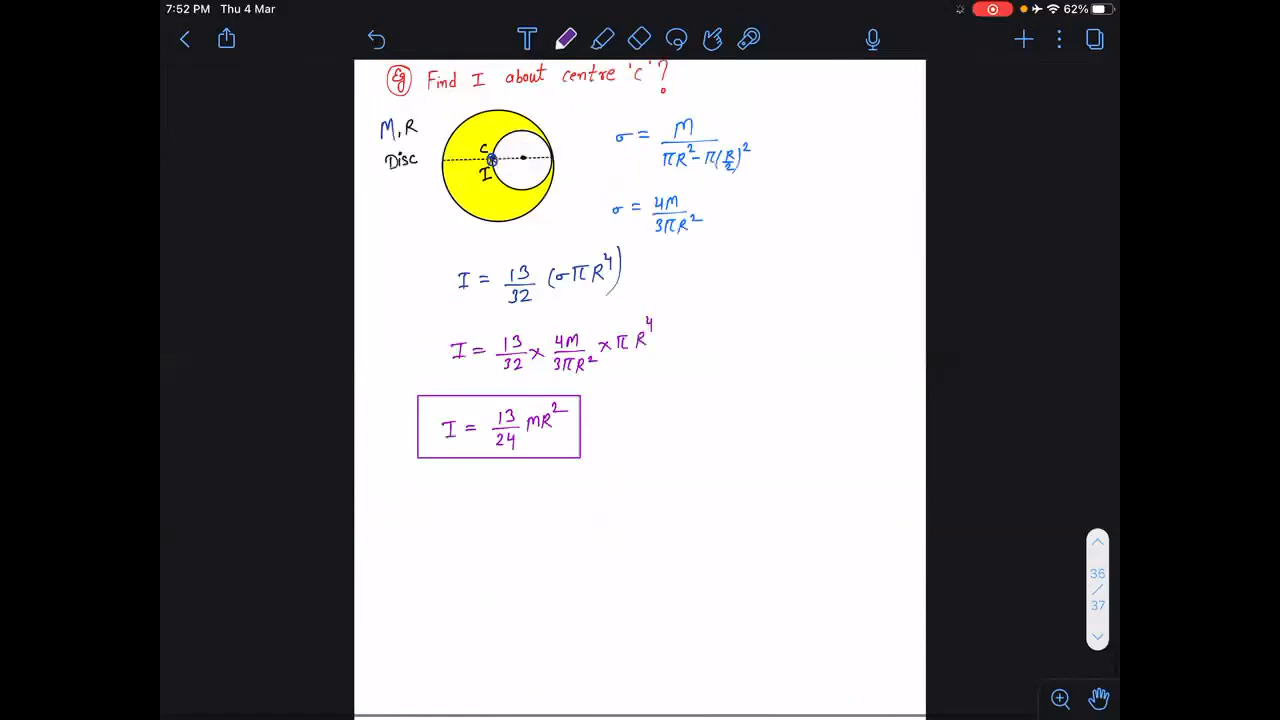 7:52 PM Thu 4 Mar
62%
T
Eg Find I about centre 'C' ?
M, R
Disc
C
I
σ = M / πR² - π(R/2)²
σ = 4M / 3πR²
I = 13/32 (σπR⁴)
I = 13/32 × 4M/3πR² × πR⁴
I = 13/24 MR²
36
/
37